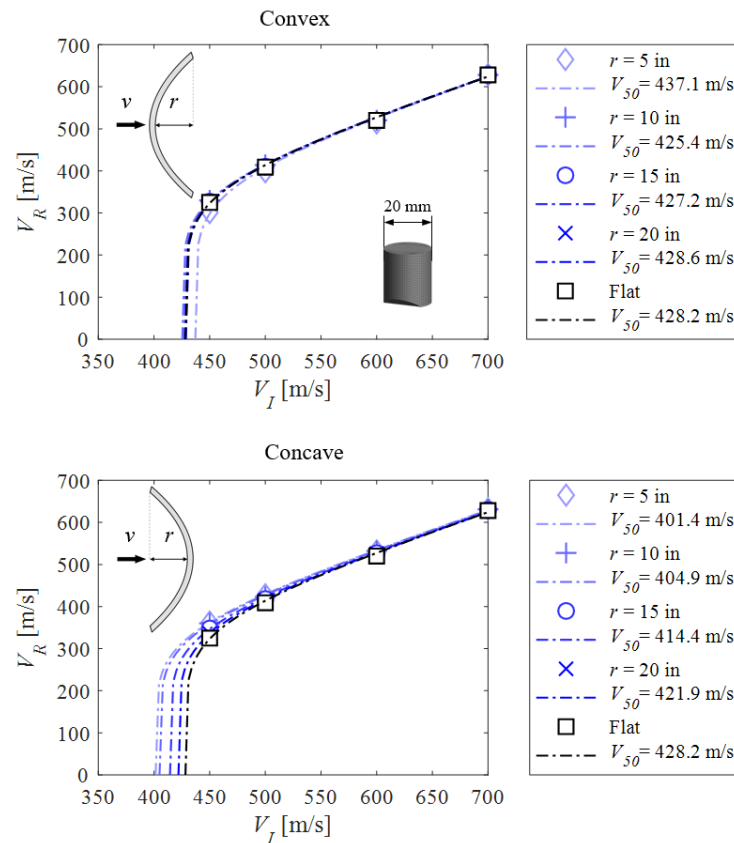 Convex
700
600
500
400
300
200
100
0
V_R [m/s]
v
r
20 mm
350 400 450 500 550 600 650 700
V_I [m/s]
r = 5 in
V_50 = 437.1 m/s
r = 10 in
V_50 = 425.4 m/s
r = 15 in
V_50 = 427.2 m/s
r = 20 in
V_50 = 428.6 m/s
Flat
V_50 = 428.2 m/s
Concave
700
600
500
400
300
200
100
0
V_R [m/s]
v
r
350 400 450 500 550 600 650 700
V_I [m/s]
r = 5 in
V_50 = 401.4 m/s
r = 10 in
V_50 = 404.9 m/s
r = 15 in
V_50 = 414.4 m/s
r = 20 in
V_50 = 421.9 m/s
Flat
V_50 = 428.2 m/s